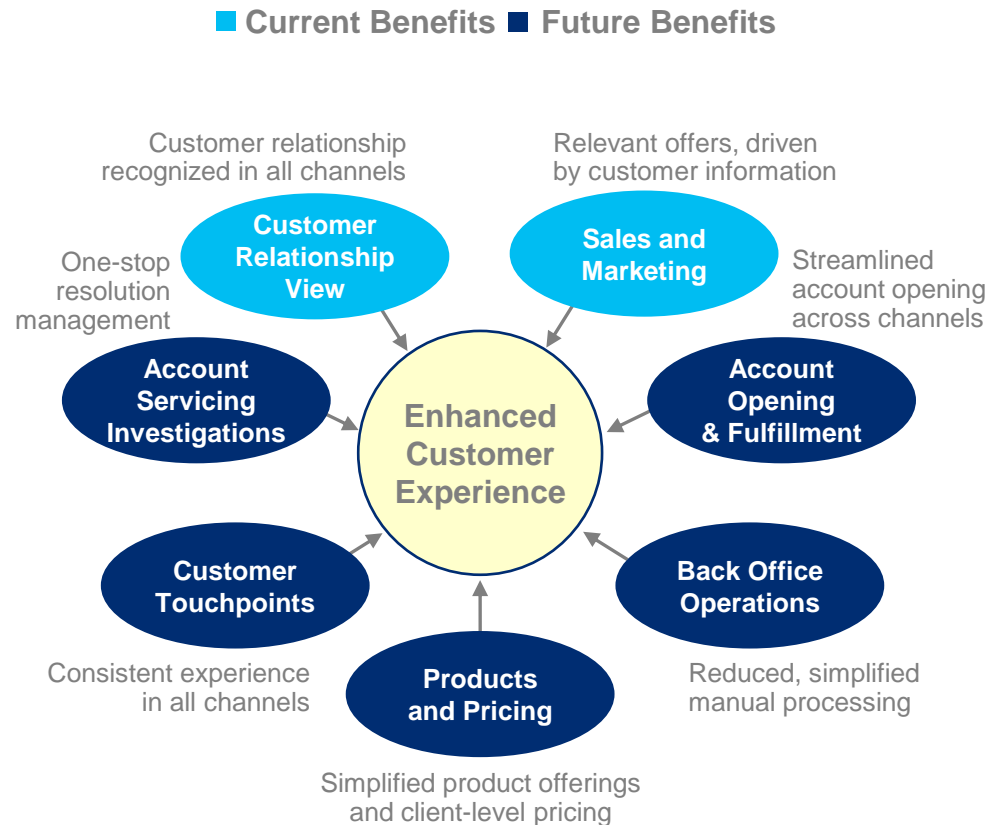 Current Benefits Future Benefits
Customer relationship
recognized in all channels
Relevant offers, driven
by customer information
Customer
Relationship
View
Sales and
Marketing
One-stop
resolution
management
Streamlined
account opening
across channels
Account
Servicing
Investigations
Enhanced
Customer
Experience
Account
Opening
& Fulfillment
Customer
Touchpoints
Back Office
Operations
Consistent experience
in all channels
Products
and Pricing
Reduced, simplified
manual processing
Simplified product offerings
and client-level pricing